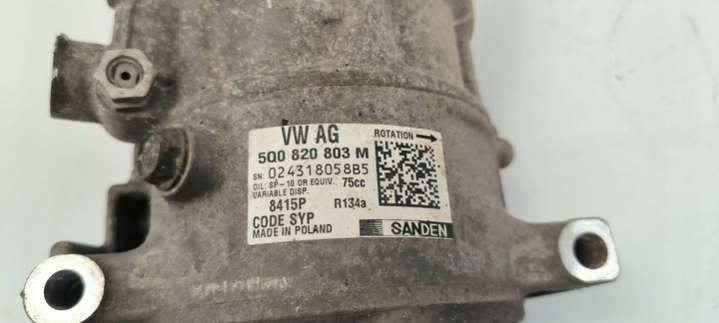 VW AG
ROTATION
5Q0 820 803 M
SN: 024318058B5
OIL: SP-10 OR EQUIV. 75cc
VARIABLE DISP.
8415P R134a
CODE SYP
MADE IN POLAND
SANDEN